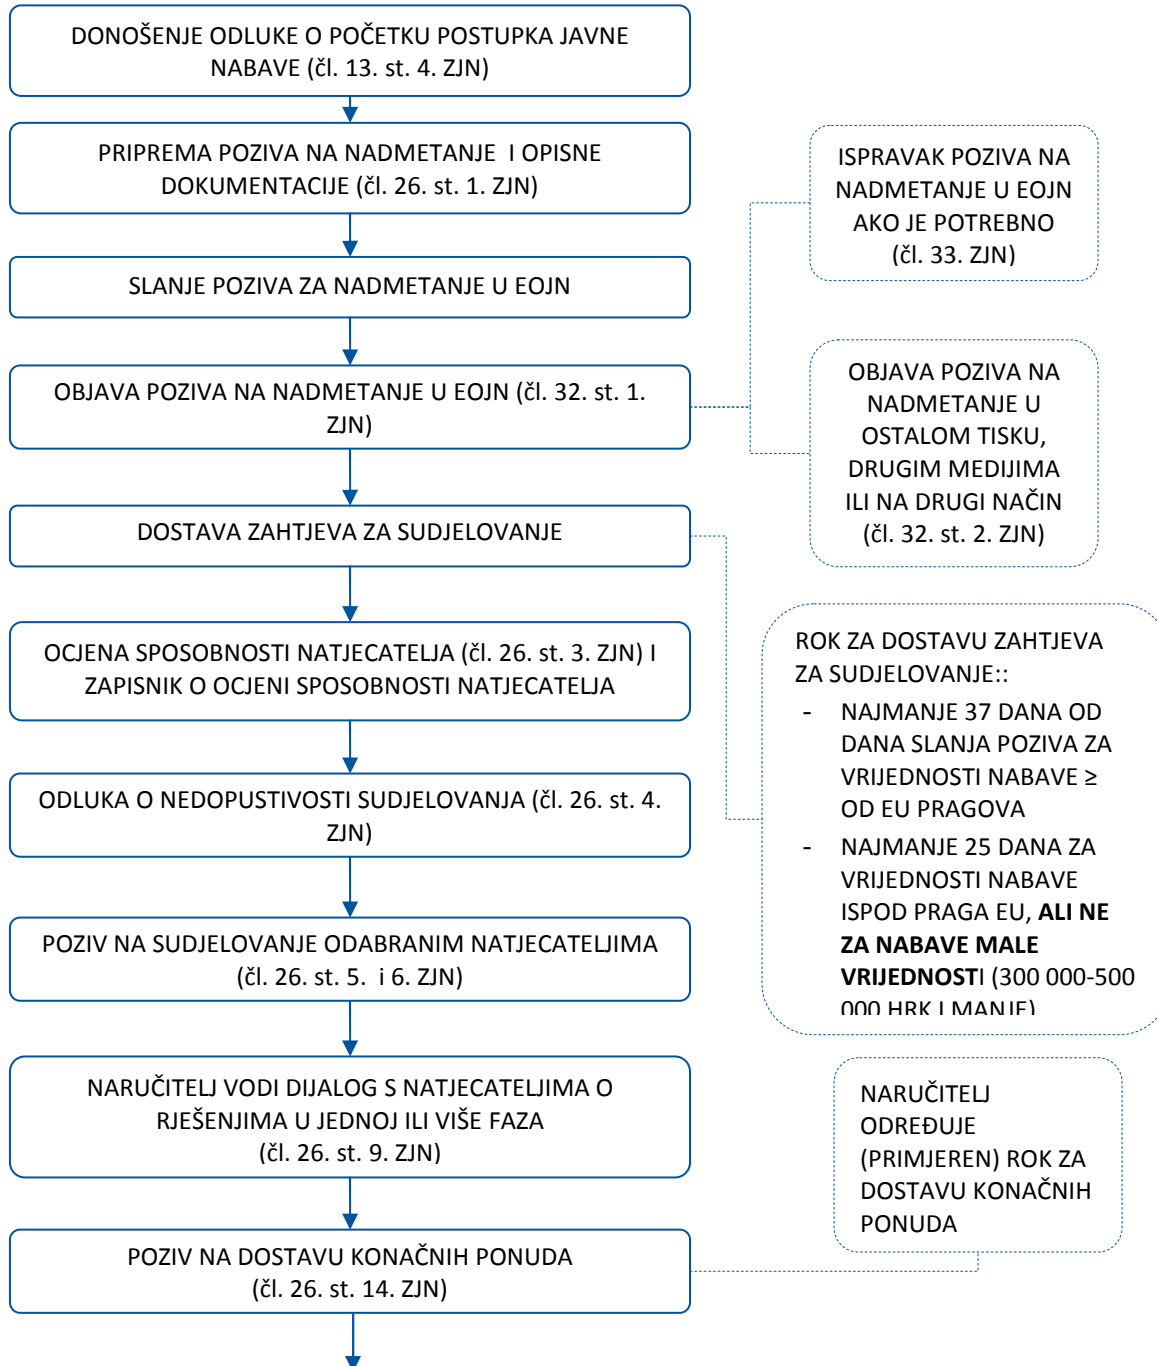 DONOŠENJE ODLUKE O POČETKU POSTUPKA JAVNE
NABAVE (čl. 13. st. 4. ZJN)
PRIPREMA POZIVA NA NADMETANJE I OPISNE
DOKUMENTACIJE (čl. 26. st. 1. ZJN)
ISPRAVAK POZIVA NA
NADMETANJE U EOJN
AKO JE POTREBNO
(čl. 33. ZJN)
SLANJE POZIVA ZA NADMETANJE U EOJN
OBJAVA POZIVA NA NADMETANJE U EOJN (čl. 32. st. 1.
ZJN)
OBJAVA POZIVA NA
NADMETANJE U
OSTALOM TISKU,
DRUGIM MEDIJIMA
ILI NA DRUGI NAČIN
(čl. 32. st. 2. ZJN)
DOSTAVA ZAHTJEVA ZA SUDJELOVANJE
OCJENA SPOSOBNOSTI NATJECATELJA (čl. 26. st. 3. ZJN) I
ZAPISNIK O OCJENI SPOSOBNOSTI NATJECATELJA
ROK ZA DOSTAVU ZAHTJEVA
ZA SUDJELOVANJE::
- NAJMANJE 37 DANA OD
DANA SLANJA POZIVA ZA
VRIJEDNOSTI NABAVE ≥
OD EU PRAGOVA
- NAJMANJE 25 DANA ZA
VRIJEDNOSTI NABAVE
ISPOD PRAGA EU, ALI NE
ZA NABAVE MALE
VRIJEDNOSTI (300 000-500
000 HRK I MANJE)
ODLUKA O NEDOPUSTIVOSTI SUDJELOVANJA (čl. 26. st. 4.
ZJN)
POZIV NA SUDJELOVANJE ODABRANIM NATJECATELJIMA
(čl. 26. st. 5.  i 6. ZJN)
NARUČITELJ VODI DIJALOG S NATJECATELJIMA O
RJEŠENJIMA U JEDNOJ ILI VIŠE FAZA
(čl. 26. st. 9. ZJN)
NARUČITELJ
ODREĐUJE
(PRIMJEREN) ROK ZA
DOSTAVU KONAČNIH
PONUDA
POZIV NA DOSTAVU KONAČNIH PONUDA
(čl. 26. st. 14. ZJN)